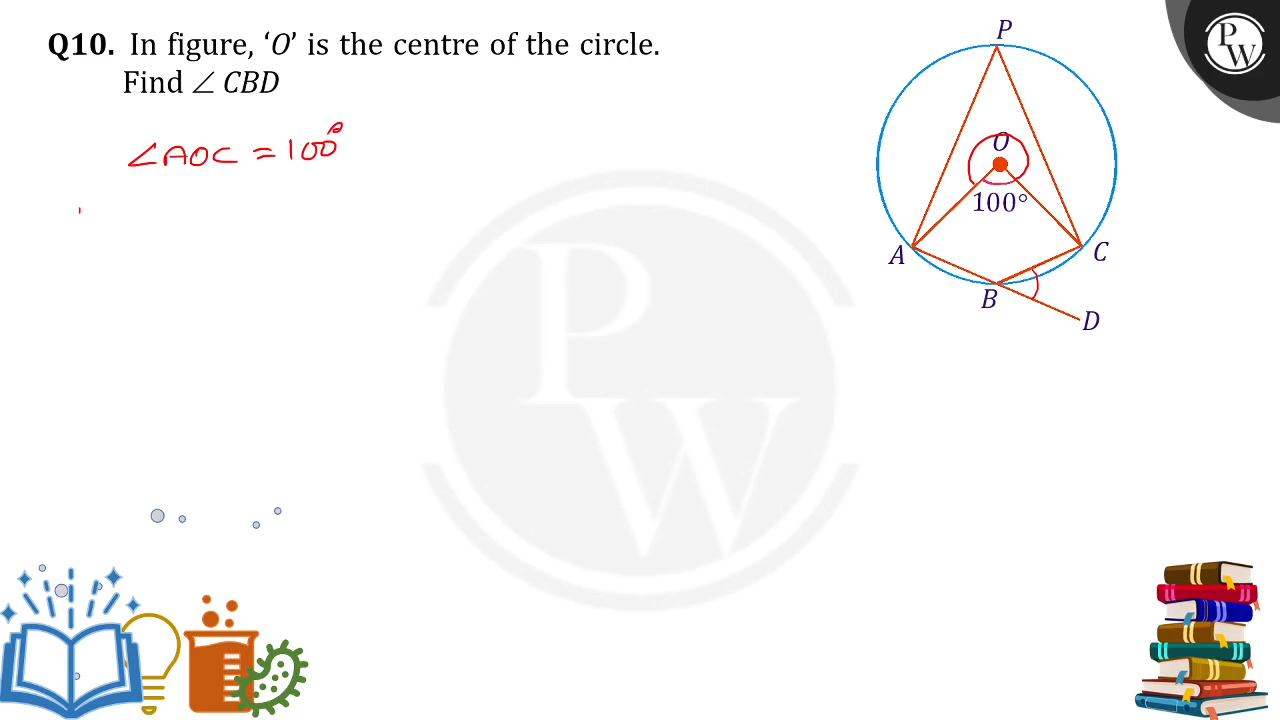 Q10. In figure, ‘O’ is the centre of the circle.
Find ∠ CBD
∠AOC = 100°
P
O
100°
A
C
B
D
P
W
P
W